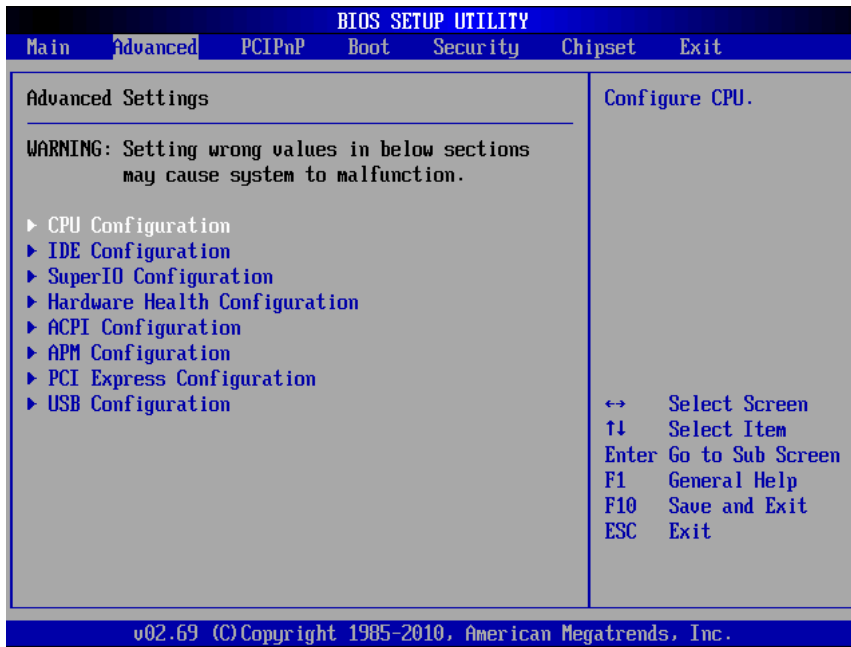 BIOS SETUP UTILITY
Main Advanced PCIPnP Boot Security Chipset Exit
Advanced Settings
WARNING: Setting wrong values in below sections
may cause system to malfunction.
▶ CPU Configuration
▶ IDE Configuration
▶ SuperIO Configuration
▶ Hardware Health Configuration
▶ ACPI Configuration
▶ APM Configuration
▶ PCI Express Configuration
▶ USB Configuration
Configure CPU.
↔ Select Screen
↑↓ Select Item
Enter Go to Sub Screen
F1 General Help
F10 Save and Exit
ESC Exit
v02.69 (C)Copyright 1985-2010, American Megatrends, Inc.